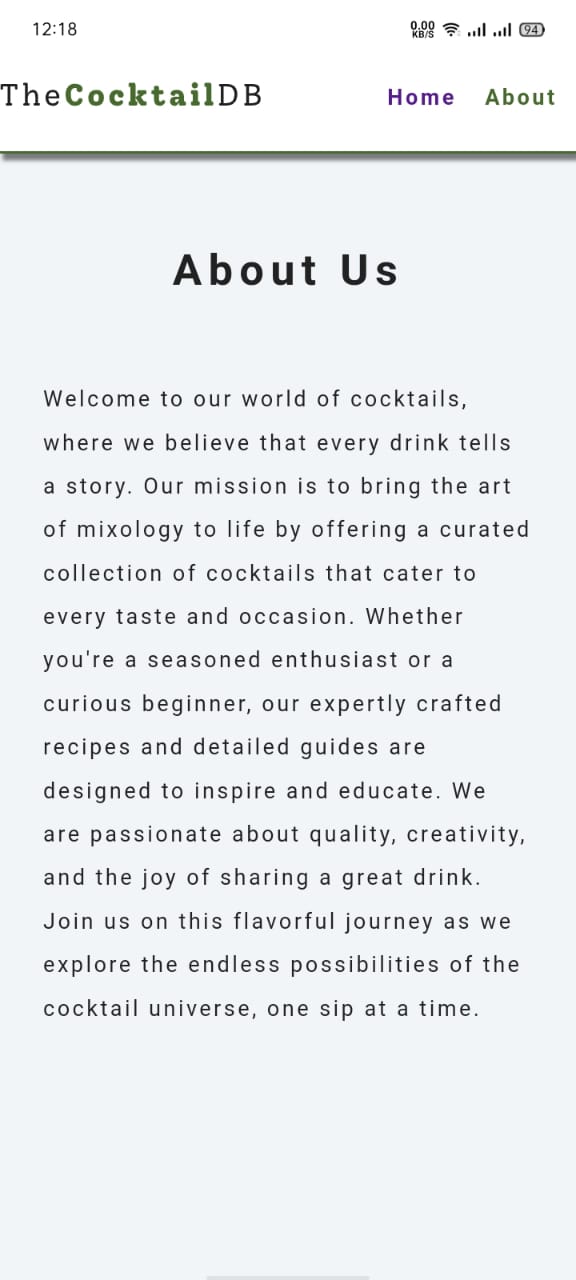 12:18
0.00
KB/S
94
TheCocktailDB
Home About
About Us
Welcome to our world of cocktails,
where we believe that every drink tells
a story. Our mission is to bring the art
of mixology to life by offering a curated
collection of cocktails that cater to
every taste and occasion. Whether
you're a seasoned enthusiast or a
curious beginner, our expertly crafted
recipes and detailed guides are
designed to inspire and educate. We
are passionate about quality, creativity,
and the joy of sharing a great drink.
Join us on this flavorful journey as we
explore the endless possibilities of the
cocktail universe, one sip at a time.